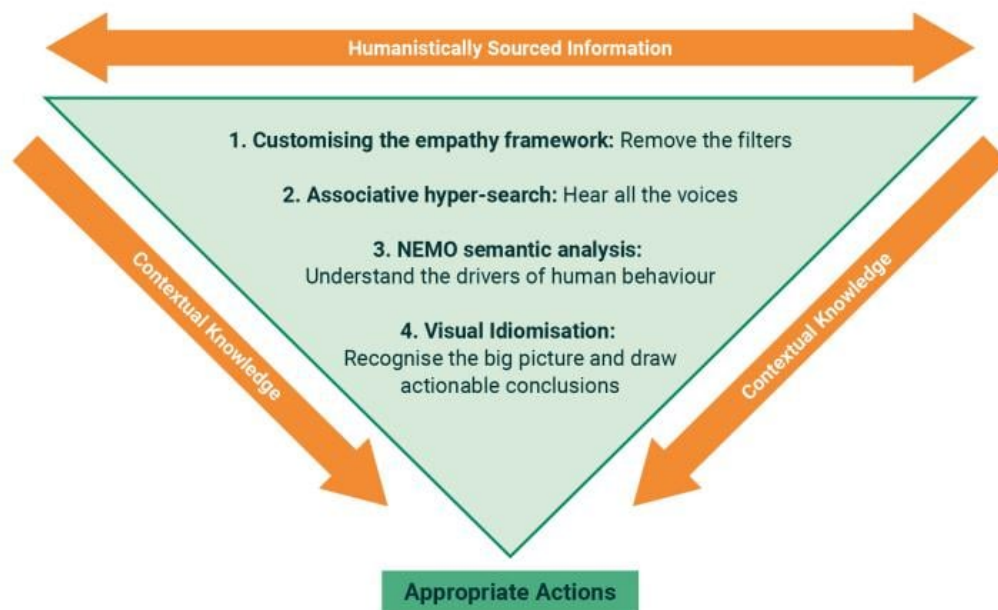 Humanistically Sourced Information
1. Customising the empathy framework: Remove the filters
2. Associative hyper-search: Hear all the voices
3. NEMO semantic analysis:
Understand the drivers of human behaviour
4. Visual Idiomisation:
Recognise the big picture and draw
actionable conclusions
Contextual Knowledge
Contextual Knowledge
Appropriate Actions